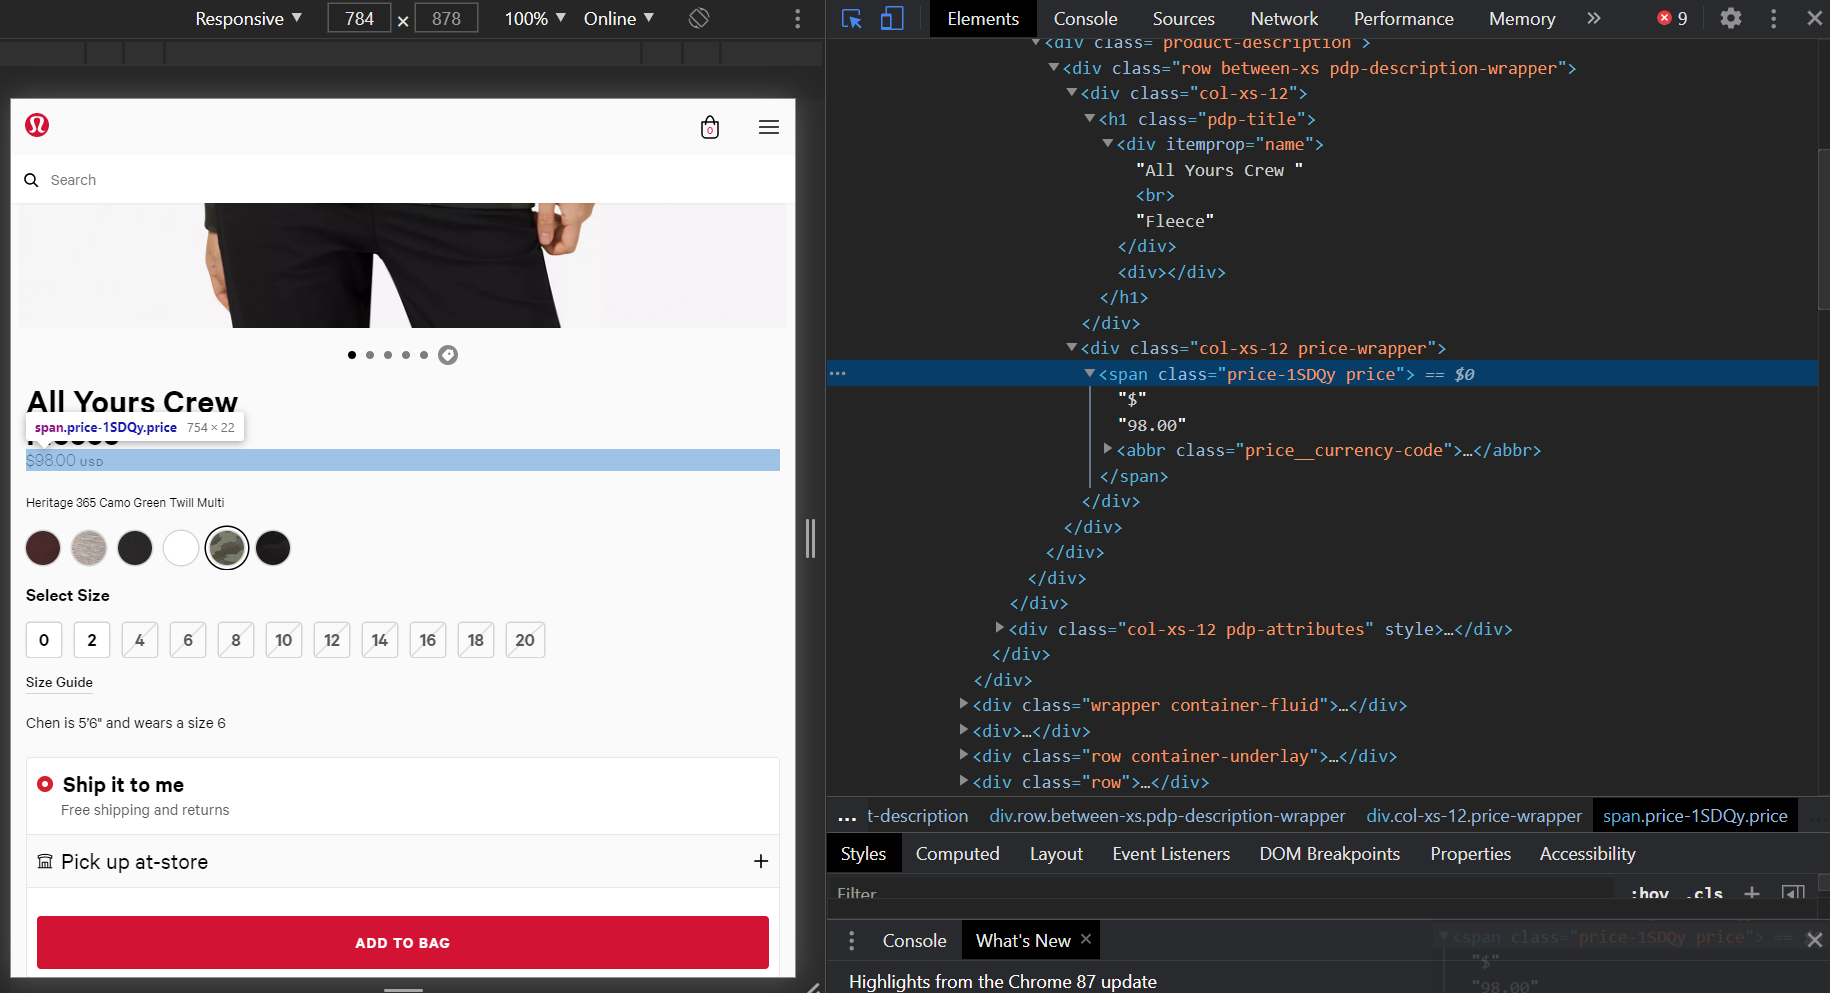 Responsive ▼ 784 × 878 100% ▼ Online ▼
Elements Console Sources Network Performance Memory » 9
0
Search
All Yours Crew
span.price-1SDQy.price 754 × 22
$98.00 USD
Heritage 365 Camo Green Twill Multi
Select Size
0 2 4 6 8 10 12 14 16 18 20
Size Guide
Chen is 5'6" and wears a size 6
Ship it to me
Free shipping and returns
Pick up at-store
ADD TO BAG
<div class="product-description">
<div class="row between-xs pdp-description-wrapper">
<div class="col-xs-12">
<h1 class="pdp-title">
<div itemprop="name">
"All Yours Crew "
<br>
"Fleece"
</div>
<div></div>
</h1>
</div>
<div class="col-xs-12 price-wrapper">
<span class="price-1SDQy price"> == $0
"$"
"98.00"
<abbr class="price__currency-code">…</abbr>
</span>
</div>
</div>
</div>
</div>
</div>
<div class="col-xs-12 pdp-attributes" style>…</div>
</div>
</div>
<div class="wrapper container-fluid">…</div>
<div>…</div>
<div class="row container-underlay">…</div>
<div class="row">…</div>
... t-description div.row.between-xs.pdp-description-wrapper div.col-xs-12.price-wrapper span.price-1SDQy.price
Styles Computed Layout Event Listeners DOM Breakpoints Properties Accessibility
Filter :hov .cls +
Console What's New ×
<span class="price-1SDQy price"> ==
"$"
"98.00"
Highlights from the Chrome 87 update